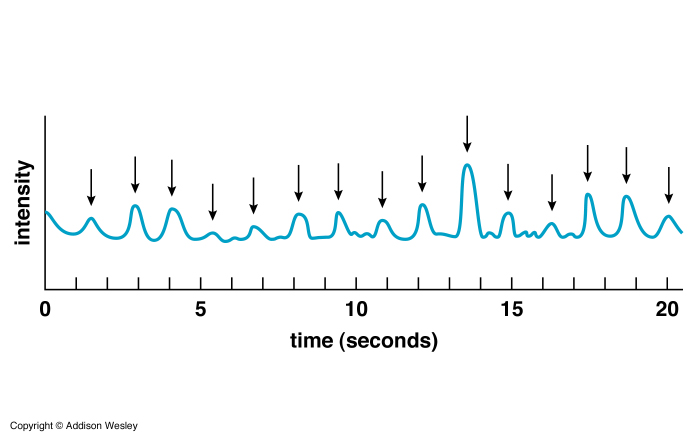 intensity
0 5 10 15 20
time (seconds)
Copyright © Addison Wesley